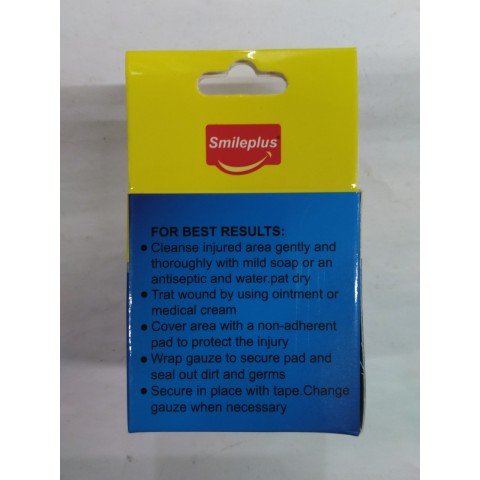 Smileplus
FOR BEST RESULTS:
● Cleanse injured area gently and
thoroughly with mild soap or an
antiseptic and water.pat dry
● Trat wound by using ointment or
medical cream
● Cover area with a non-adherent
pad to protect the injury
● Wrap gauze to secure pad and
seal out dirt and germs
● Secure in place with tape.Change
gauze when necessary